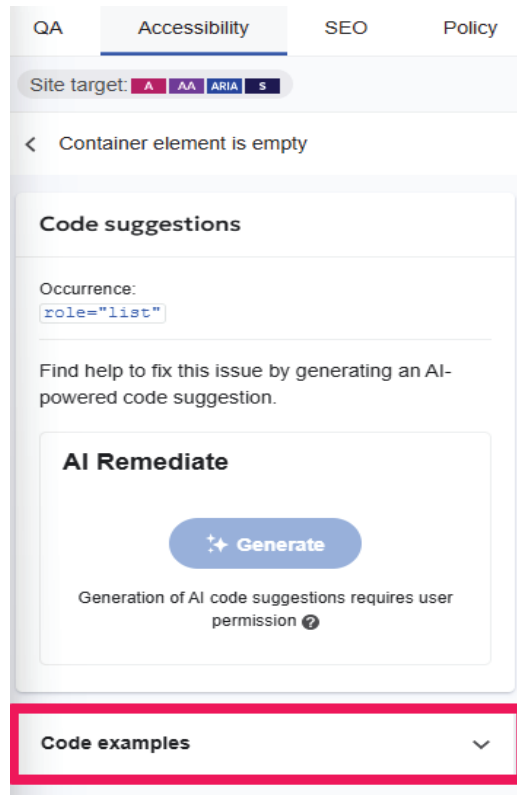 QA Accessibility SEO Policy
Site target: A AA ARIA S
Container element is empty
Code suggestions
Occurrence:
role="list"
Find help to fix this issue by generating an AI-
powered code suggestion.
AI Remediate
Generate
Generation of AI code suggestions requires user
permission ?
Code examples